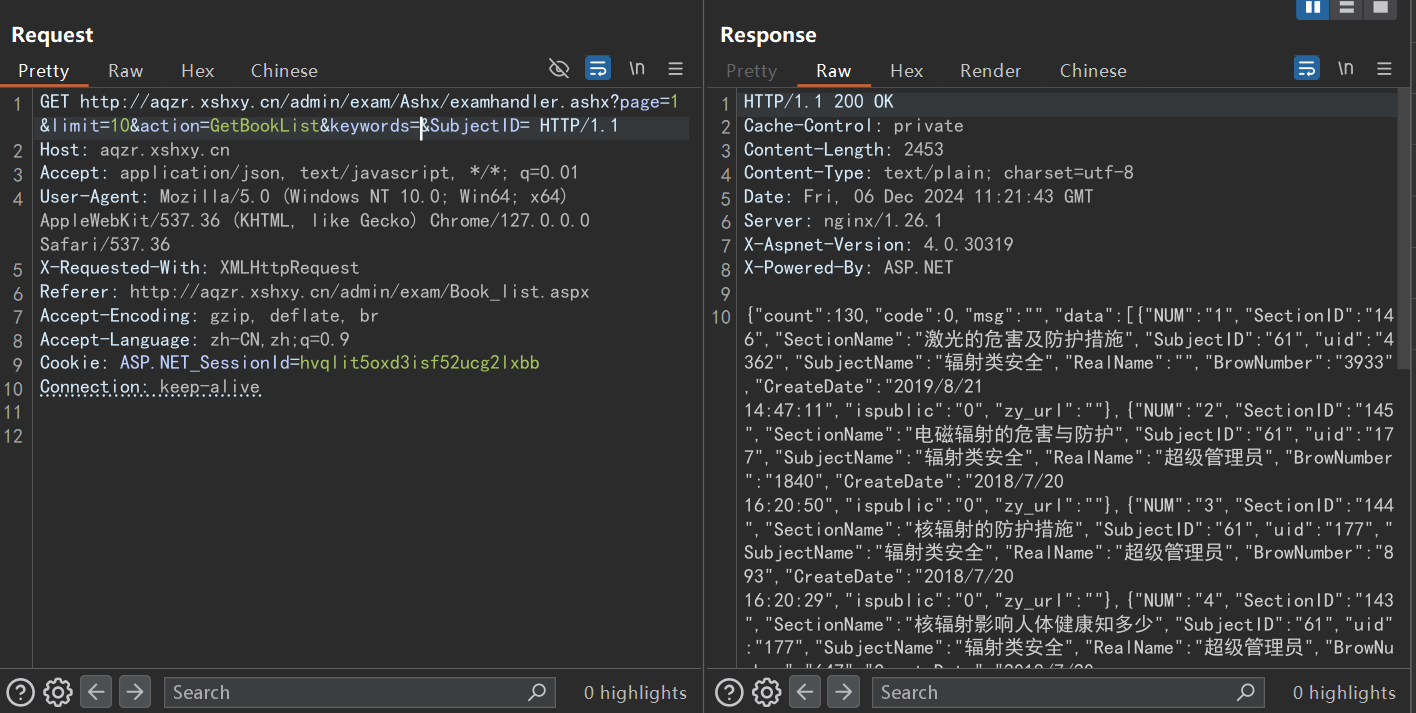 Request
Pretty Raw Hex Chinese \n
1 GET http://aqzr.xshxy.cn/admin/exam/Ashx/examhandler.ashx?page=1
&limit=10&action=GetBookList&keywords=&SubjectID= HTTP/1.1
2 Host: aqzr.xshxy.cn
3 Accept: application/json, text/javascript, */*; q=0.01
4 User-Agent: Mozilla/5.0 (Windows NT 10.0; Win64; x64)
AppleWebKit/537.36 (KHTML, like Gecko) Chrome/127.0.0.0
Safari/537.36
5 X-Requested-With: XMLHttpRequest
6 Referer: http://aqzr.xshxy.cn/admin/exam/Book_list.aspx
7 Accept-Encoding: gzip, deflate, br
8 Accept-Language: zh-CN,zh;q=0.9
9 Cookie: ASP.NET_SessionId=hvqlit5oxd3isf52ucg2lxbb
10 Connection: keep-alive
11
12
Search
0 highlights
Response
Pretty Raw Hex Render Chinese \n
1 HTTP/1.1 200 OK
2 Cache-Control: private
3 Content-Length: 2453
4 Content-Type: text/plain; charset=utf-8
5 Date: Fri, 06 Dec 2024 11:21:43 GMT
6 Server: nginx/1.26.1
7 X-Aspnet-Version: 4.0.30319
8 X-Powered-By: ASP.NET
9
10 {"count":130,"code":0,"msg":"","data":[{"NUM":"1","SectionID":"14
6","SectionName":"激光的危害及防护措施","SubjectID":"61","uid":"4
362","SubjectName":"辐射类安全","RealName":"","BrowNumber":"3933"
,"CreateDate":"2019/8/21
14:47:11","ispublic":"0","zy_url":""},{"NUM":"2","SectionID":"145
","SectionName":"电磁辐射的危害与防护","SubjectID":"61","uid":"17
7","SubjectName":"辐射类安全","RealName":"超级管理员","BrowNumber"
:"1840","CreateDate":"2018/7/20
16:20:50","ispublic":"0","zy_url":""},{"NUM":"3","SectionID":"144
","SectionName":"核辐射的防护措施","SubjectID":"61","uid":"177","
SubjectName":"辐射类安全","RealName":"超级管理员","BrowNumber":"8
93","CreateDate":"2018/7/20
16:20:29","ispublic":"0","zy_url":""},{"NUM":"4","SectionID":"143
","SectionName":"核辐射影响人体健康知多少","SubjectID":"61","uid"
:"177","SubjectName":"辐射类安全","RealName":"超级管理员","BrowNu
Search
0 highlights